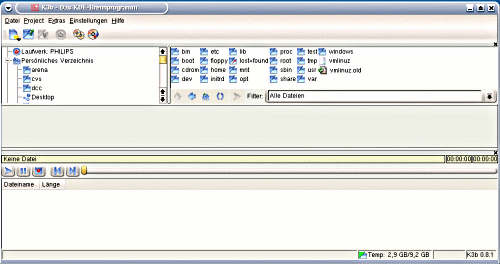 K3b - Das KDE-Brennprogramm
Datei Projekt Extras Einstellungen Hilfe
Laufwerk: PHILIPS
Persönliches Verzeichnis
arena
cvs
dcc
Desktop
bin etc lib proc test windows
boot floppy lost+found root tmp vmlinuz
cdrom home mnt sbin usr vmlinuz.old
dev initrd opt share var
Filter: Alle Dateien
Keine Datei 00:00:00 00:00:00
Dateiname Länge
Temp: 2,9 GB/9,2 GB K3b 0.8.1